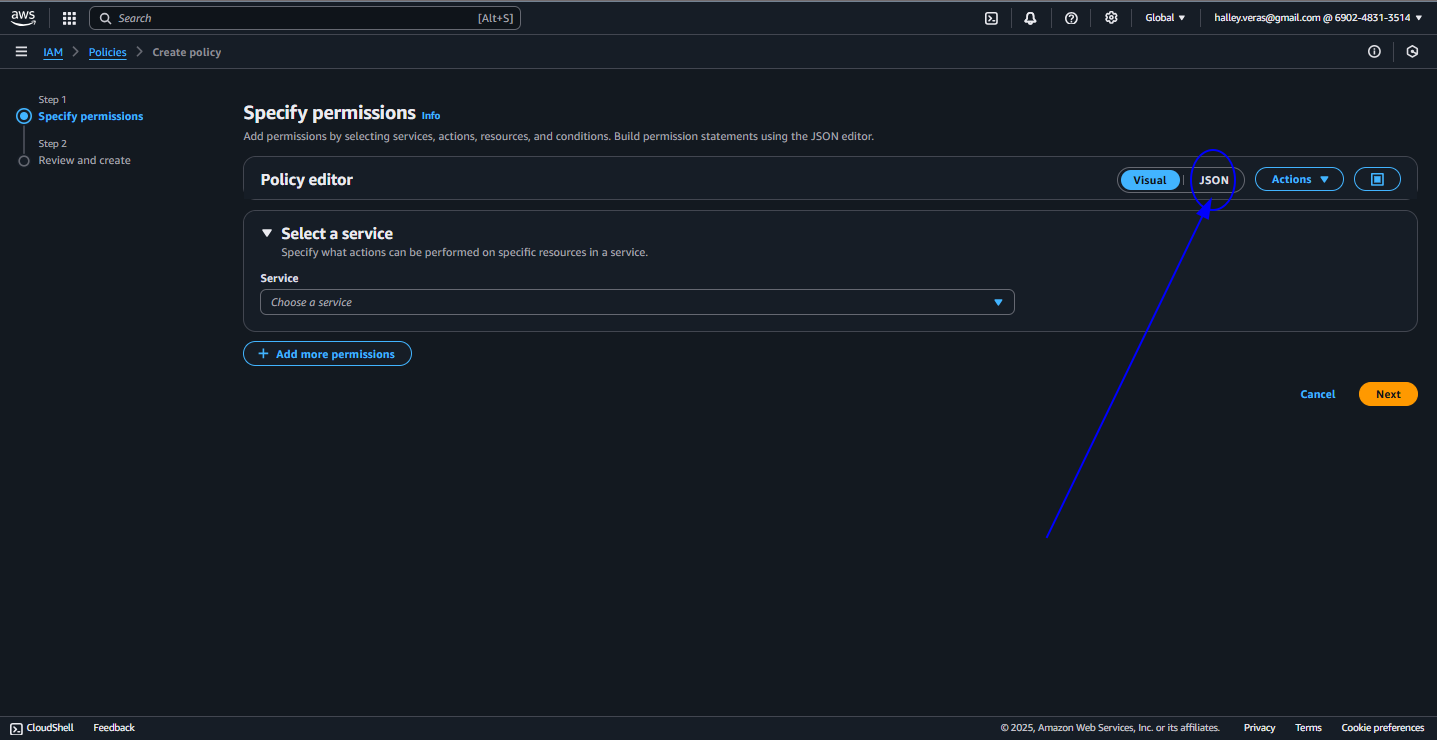 aws
Search [Alt+S]
Global
halley.veras@gmail.com @ 6902-4831-3514
IAM
Policies
Create policy
Step 1
Specify permissions
Step 2
Review and create
Specify permissions Info
Add permissions by selecting services, actions, resources, and conditions. Build permission statements using the JSON editor.
Policy editor
Visual
JSON
Actions
Select a service
Specify what actions can be performed on specific resources in a service.
Service
Choose a service
Add more permissions
Cancel
Next
CloudShell
Feedback
© 2025, Amazon Web Services, Inc. or its affiliates.
Privacy
Terms
Cookie preferences